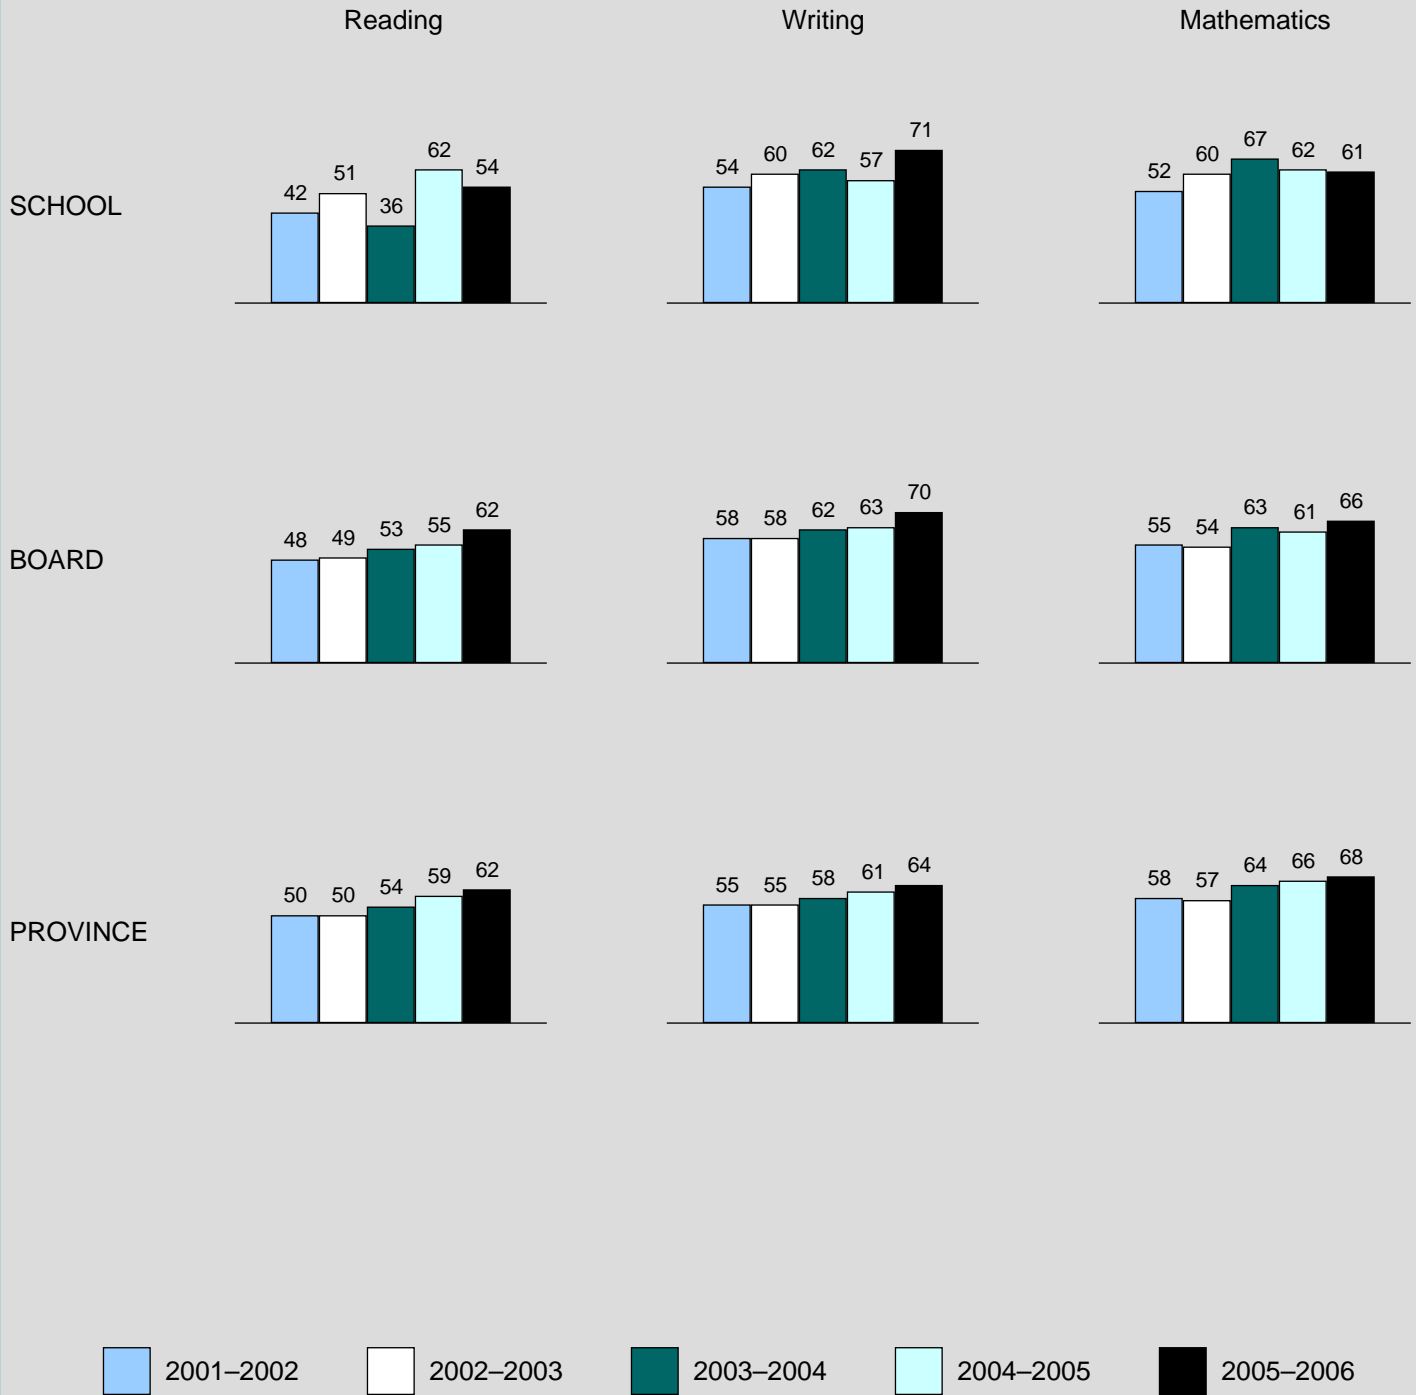 Reading Writing Mathematics
SCHOOL
42 51 36 62 54
54 60 62 57 71
52 60 67 62 61
BOARD
48 49 53 55 62
58 58 62 63 70
55 54 63 61 66
PROVINCE
50 50 54 59 62
55 55 58 61 64
58 57 64 66 68
2001–2002 2002–2003 2003–2004 2004–2005 2005–2006